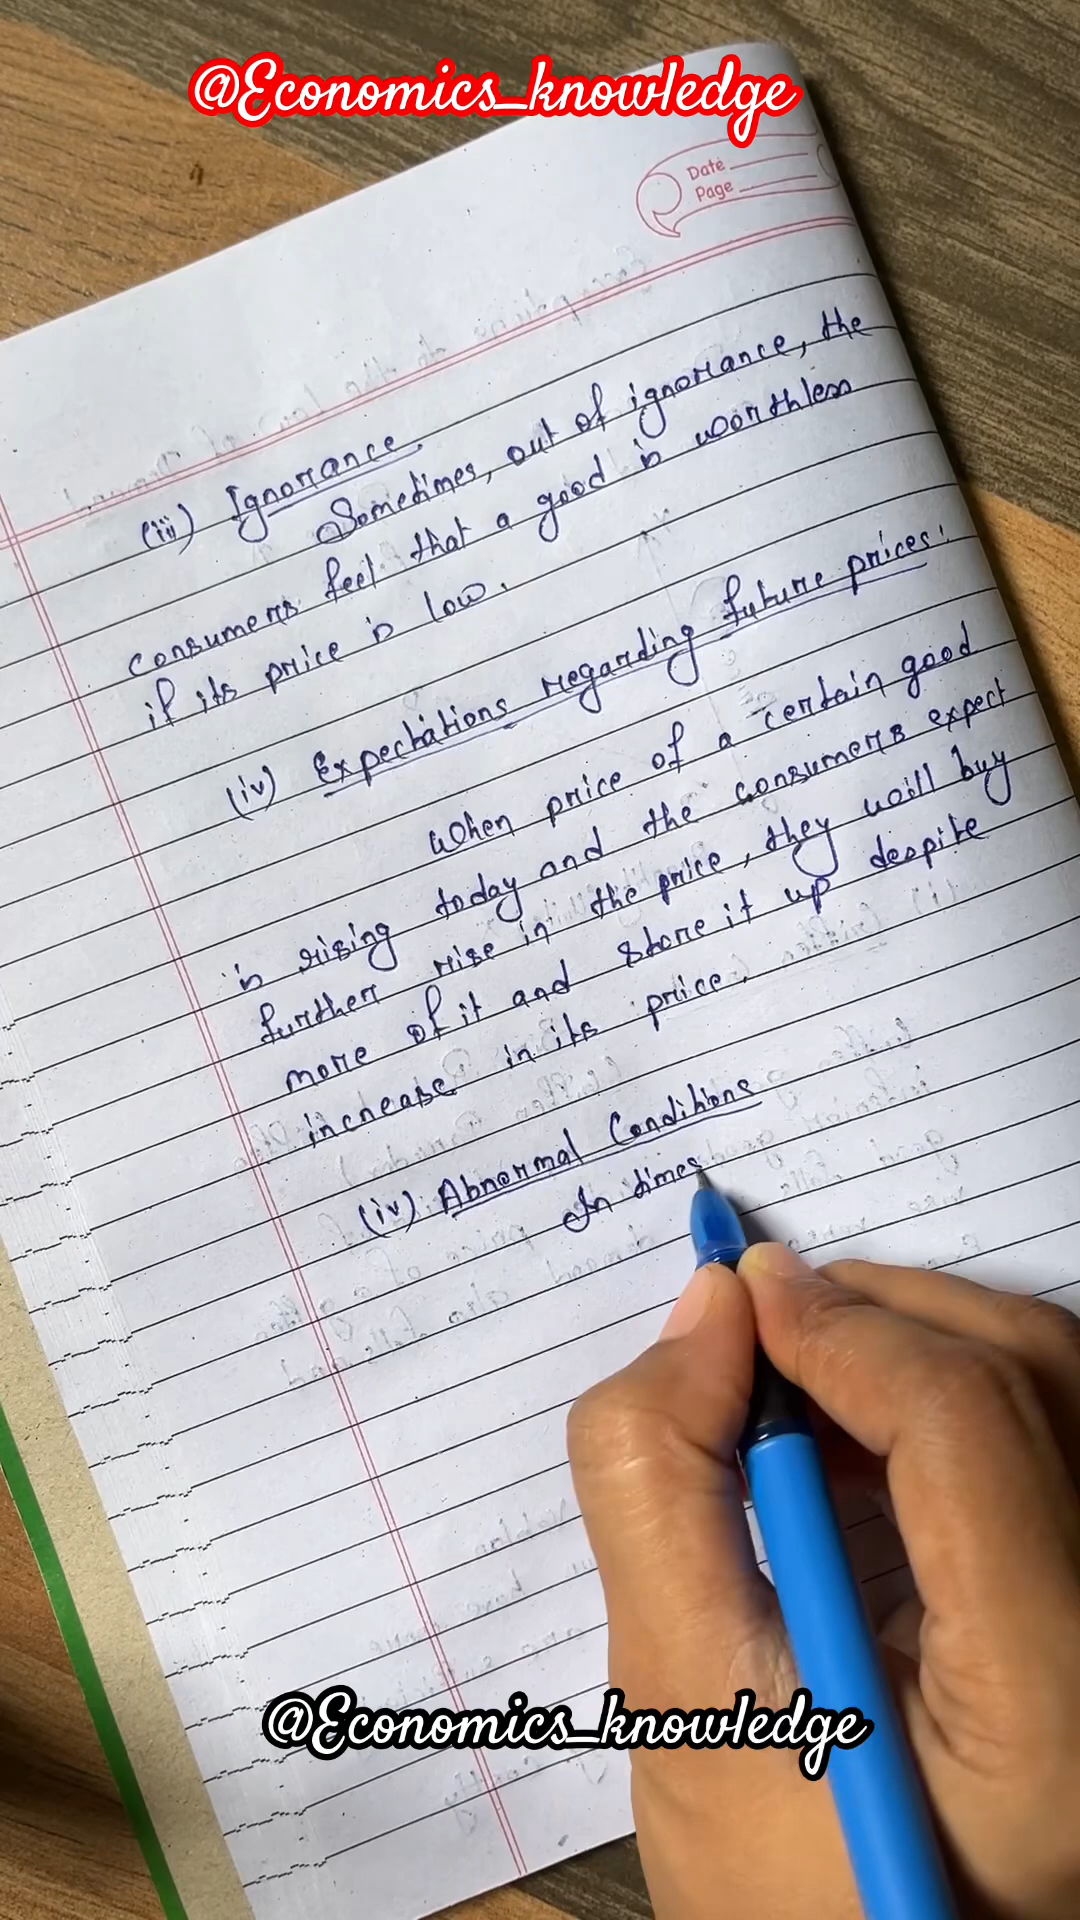 @Economics_knowledge
Date
Page
(iii) Ignorance.
Sometimes, out of ignorance, the
consumers feel that a good is worthless
if its price is low.
(iv) Expectations regarding future prices:
When price of a certain good
is rising today and the consumers expect
further rise in the price, they will buy
more of it and store it up despite
increase in its price.
(iv) Abnormal Conditions
In times
@Economics_knowledge